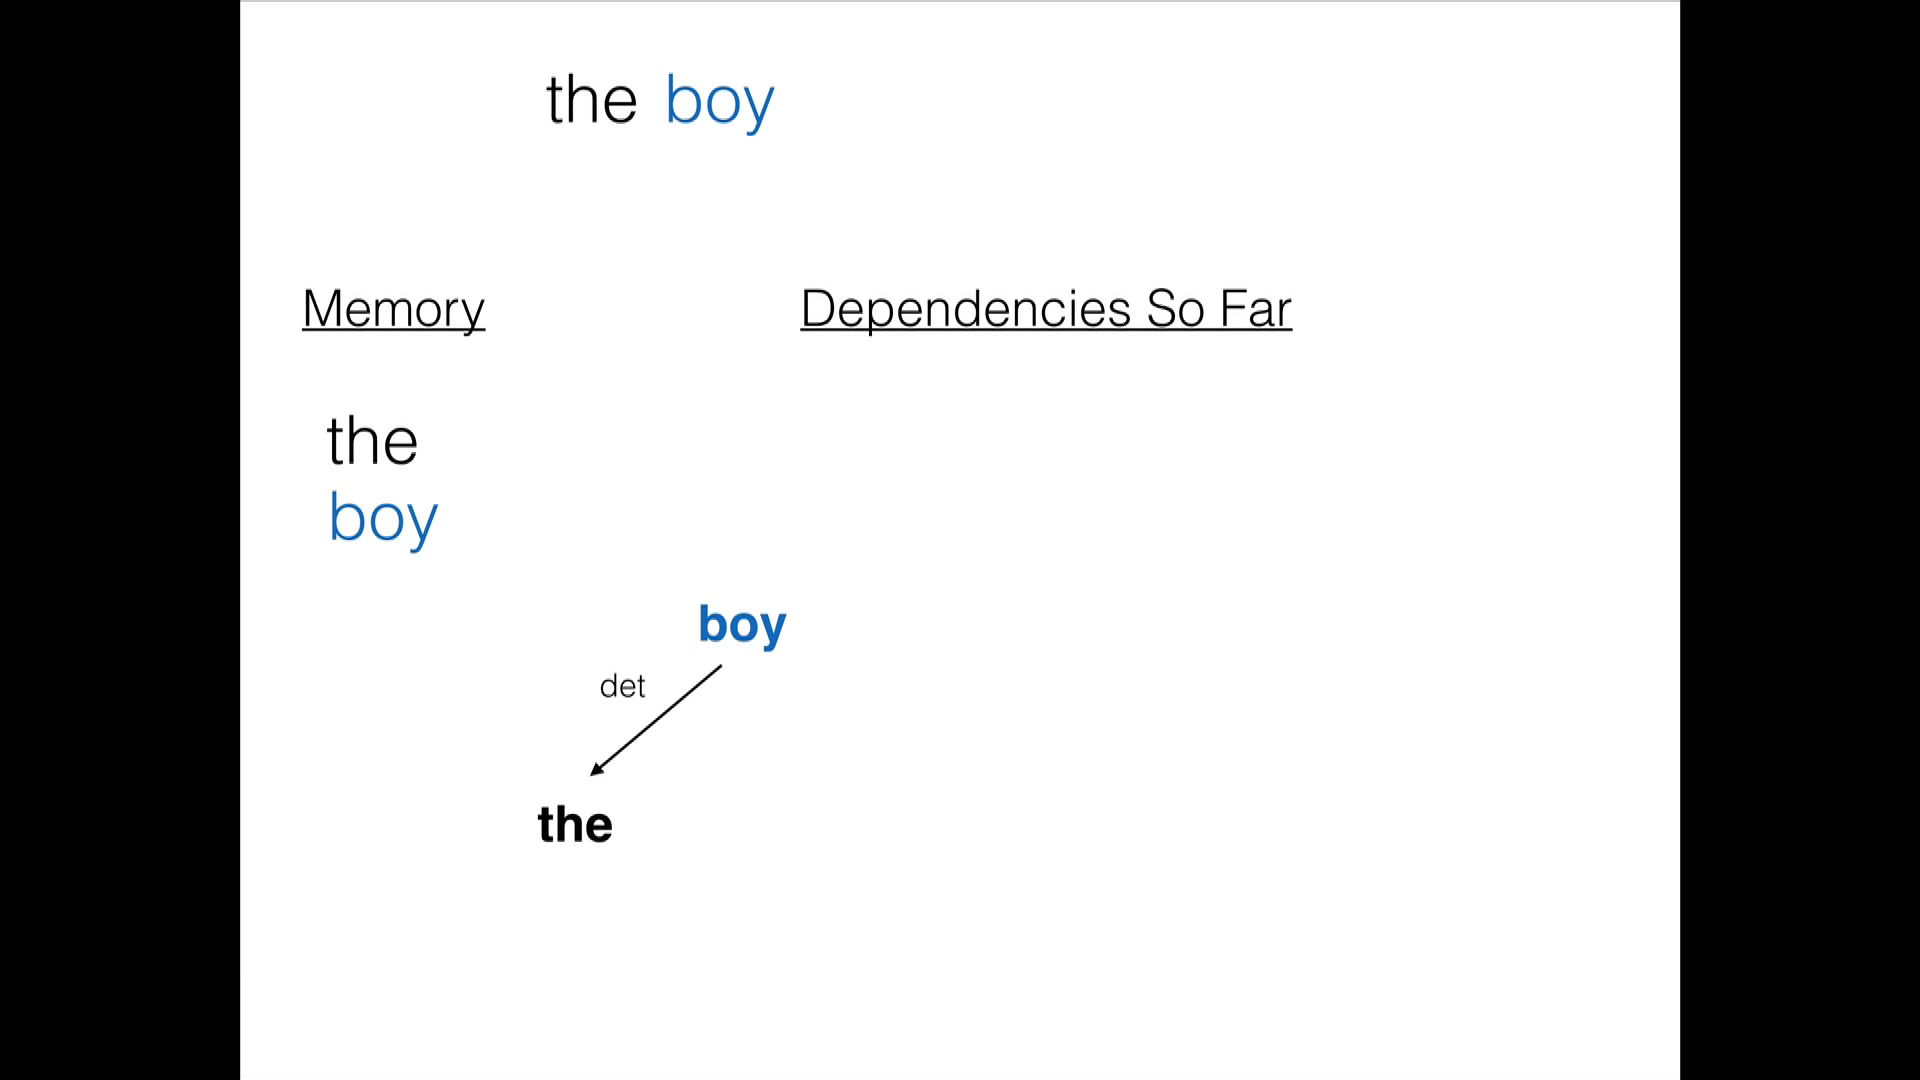 the boy
Memory
Dependencies So Far
the
boy
boy
det
the